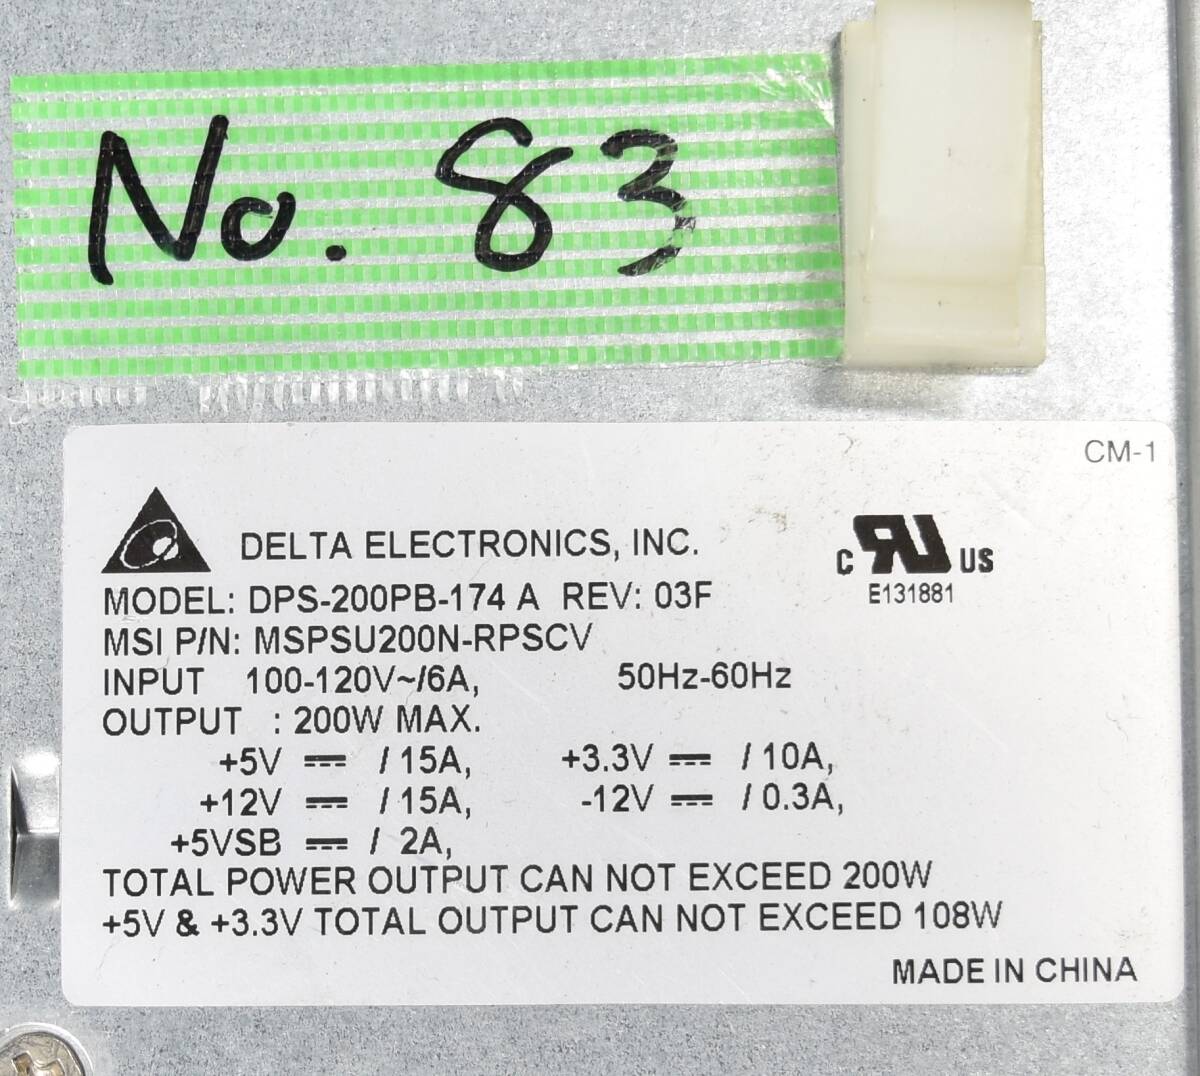 No. 83
CM-1
DELTA ELECTRONICS, INC.
C RU US
E131881
MODEL: DPS-200PB-174 A REV: 03F
MSI P/N: MSPSU200N-RPSCV
INPUT 100-120V~/6A, 50Hz-60Hz
OUTPUT : 200W MAX.
+5V ⎓ / 15A, +3.3V ⎓ / 10A,
+12V ⎓ / 15A, -12V ⎓ / 0.3A,
+5VSB ⎓ / 2A,
TOTAL POWER OUTPUT CAN NOT EXCEED 200W
+5V & +3.3V TOTAL OUTPUT CAN NOT EXCEED 108W
MADE IN CHINA